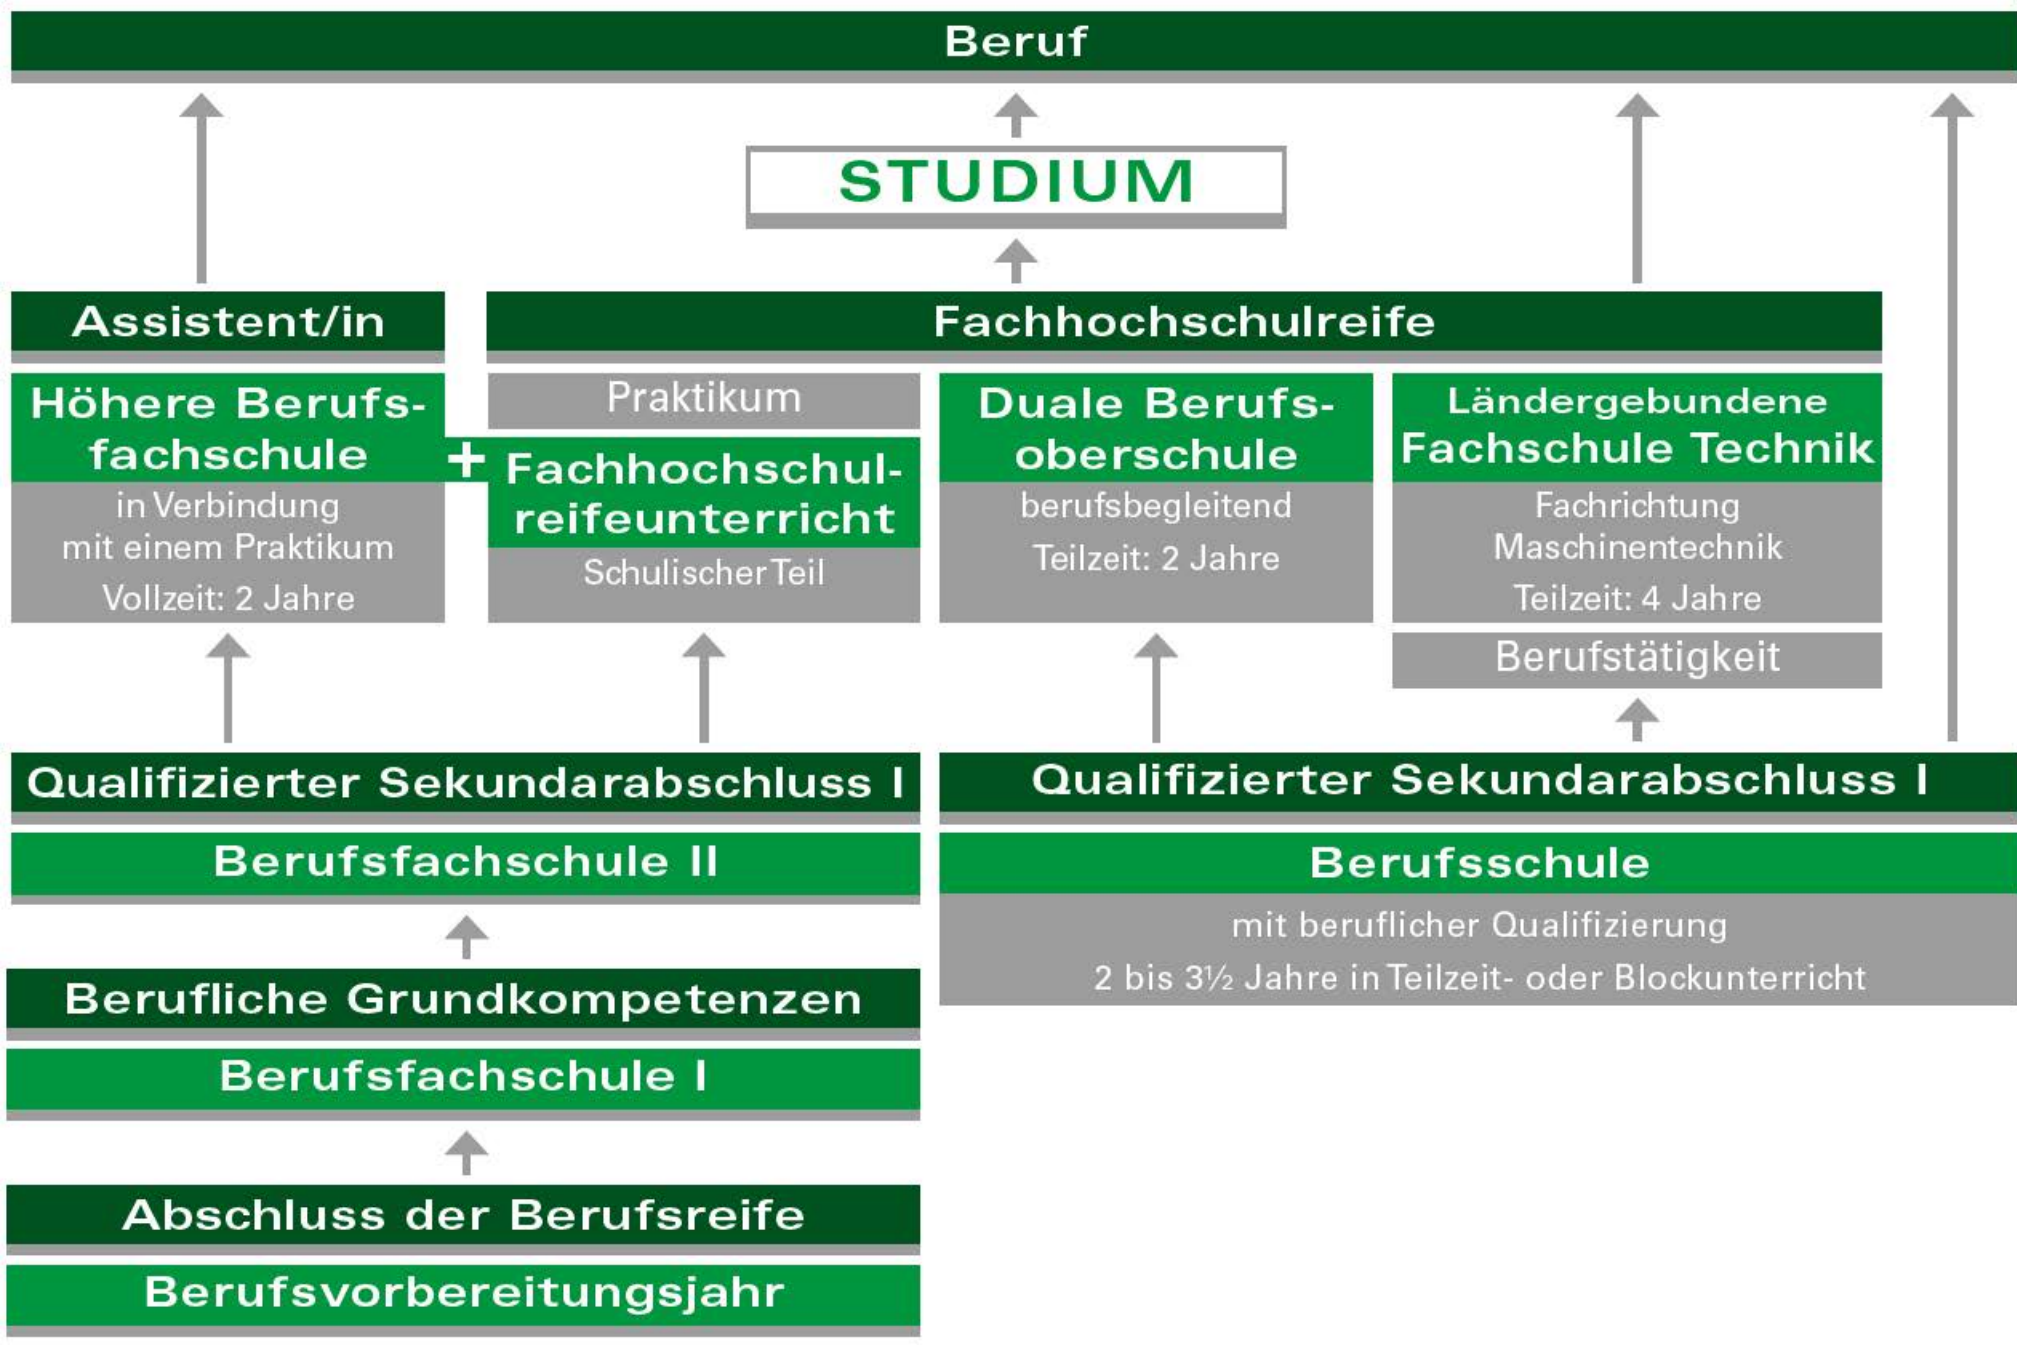 Beruf
STUDIUM
Assistent/in
Fachhochschulreife
Höhere Berufs-
fachschule
in Verbindung
mit einem Praktikum
Vollzeit: 2 Jahre
+
Praktikum
Fachhochschul-
reifeunterricht
Schulischer Teil
Duale Berufs-
oberschule
berufsbegleitend
Teilzeit: 2 Jahre
Ländergebundene
Fachschule Technik
Fachrichtung
Maschinentechnik
Teilzeit: 4 Jahre
Berufstätigkeit
Qualifizierter Sekundarabschluss I
Berufsfachschule II
Qualifizierter Sekundarabschluss I
Berufsschule
mit beruflicher Qualifizierung
2 bis 3½ Jahre in Teilzeit- oder Blockunterricht
Berufliche Grundkompetenzen
Berufsfachschule I
Abschluss der Berufsreife
Berufsvorbereitungsjahr